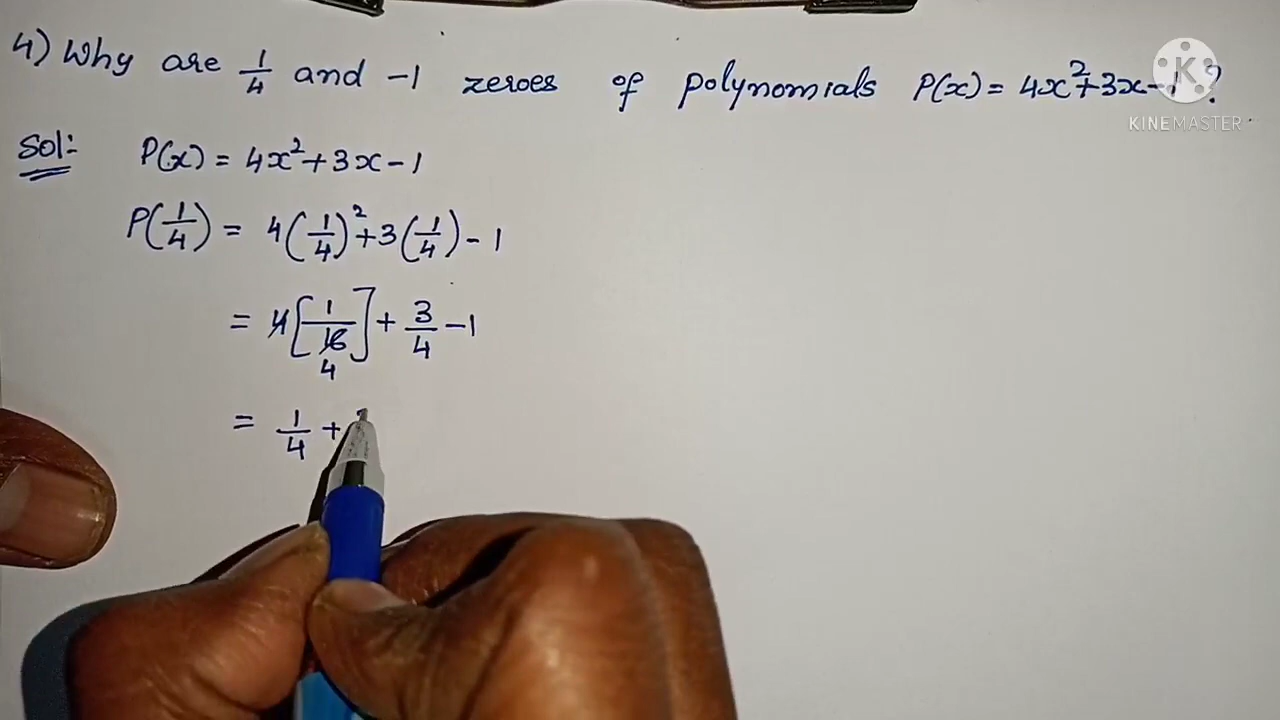 4) Why are 1/4 and -1 zeroes of polynomials P(x) = 4x²+3x-1 ?
KINEMASTER
Sol:- P(x) = 4x²+3x-1
P(1/4) = 4(1/4)²+3(1/4)-1
= 4[1/16]+3/4-1
4
= 1/4 +